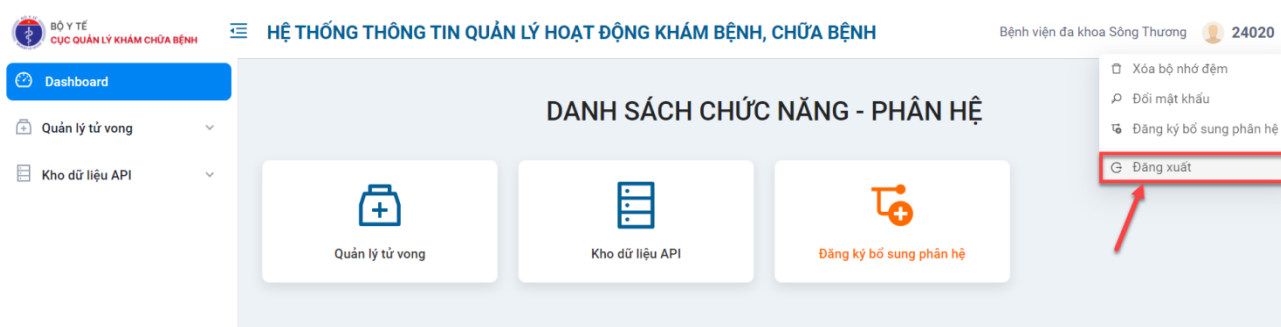 BỘ Y TẾ
CỤC QUẢN LÝ KHÁM CHỮA BỆNH
HỆ THỐNG THÔNG TIN QUẢN LÝ HOẠT ĐỘNG KHÁM BỆNH, CHỮA BỆNH
Bệnh viện đa khoa Sông Thương
24020
Dashboard
Quản lý tử vong
Kho dữ liệu API
Xóa bộ nhớ đệm
Đổi mật khẩu
Đăng ký bổ sung phân hệ
Đăng xuất
DANH SÁCH CHỨC NĂNG - PHÂN HỆ
Quản lý tử vong
Kho dữ liệu API
Đăng ký bổ sung phân hệ